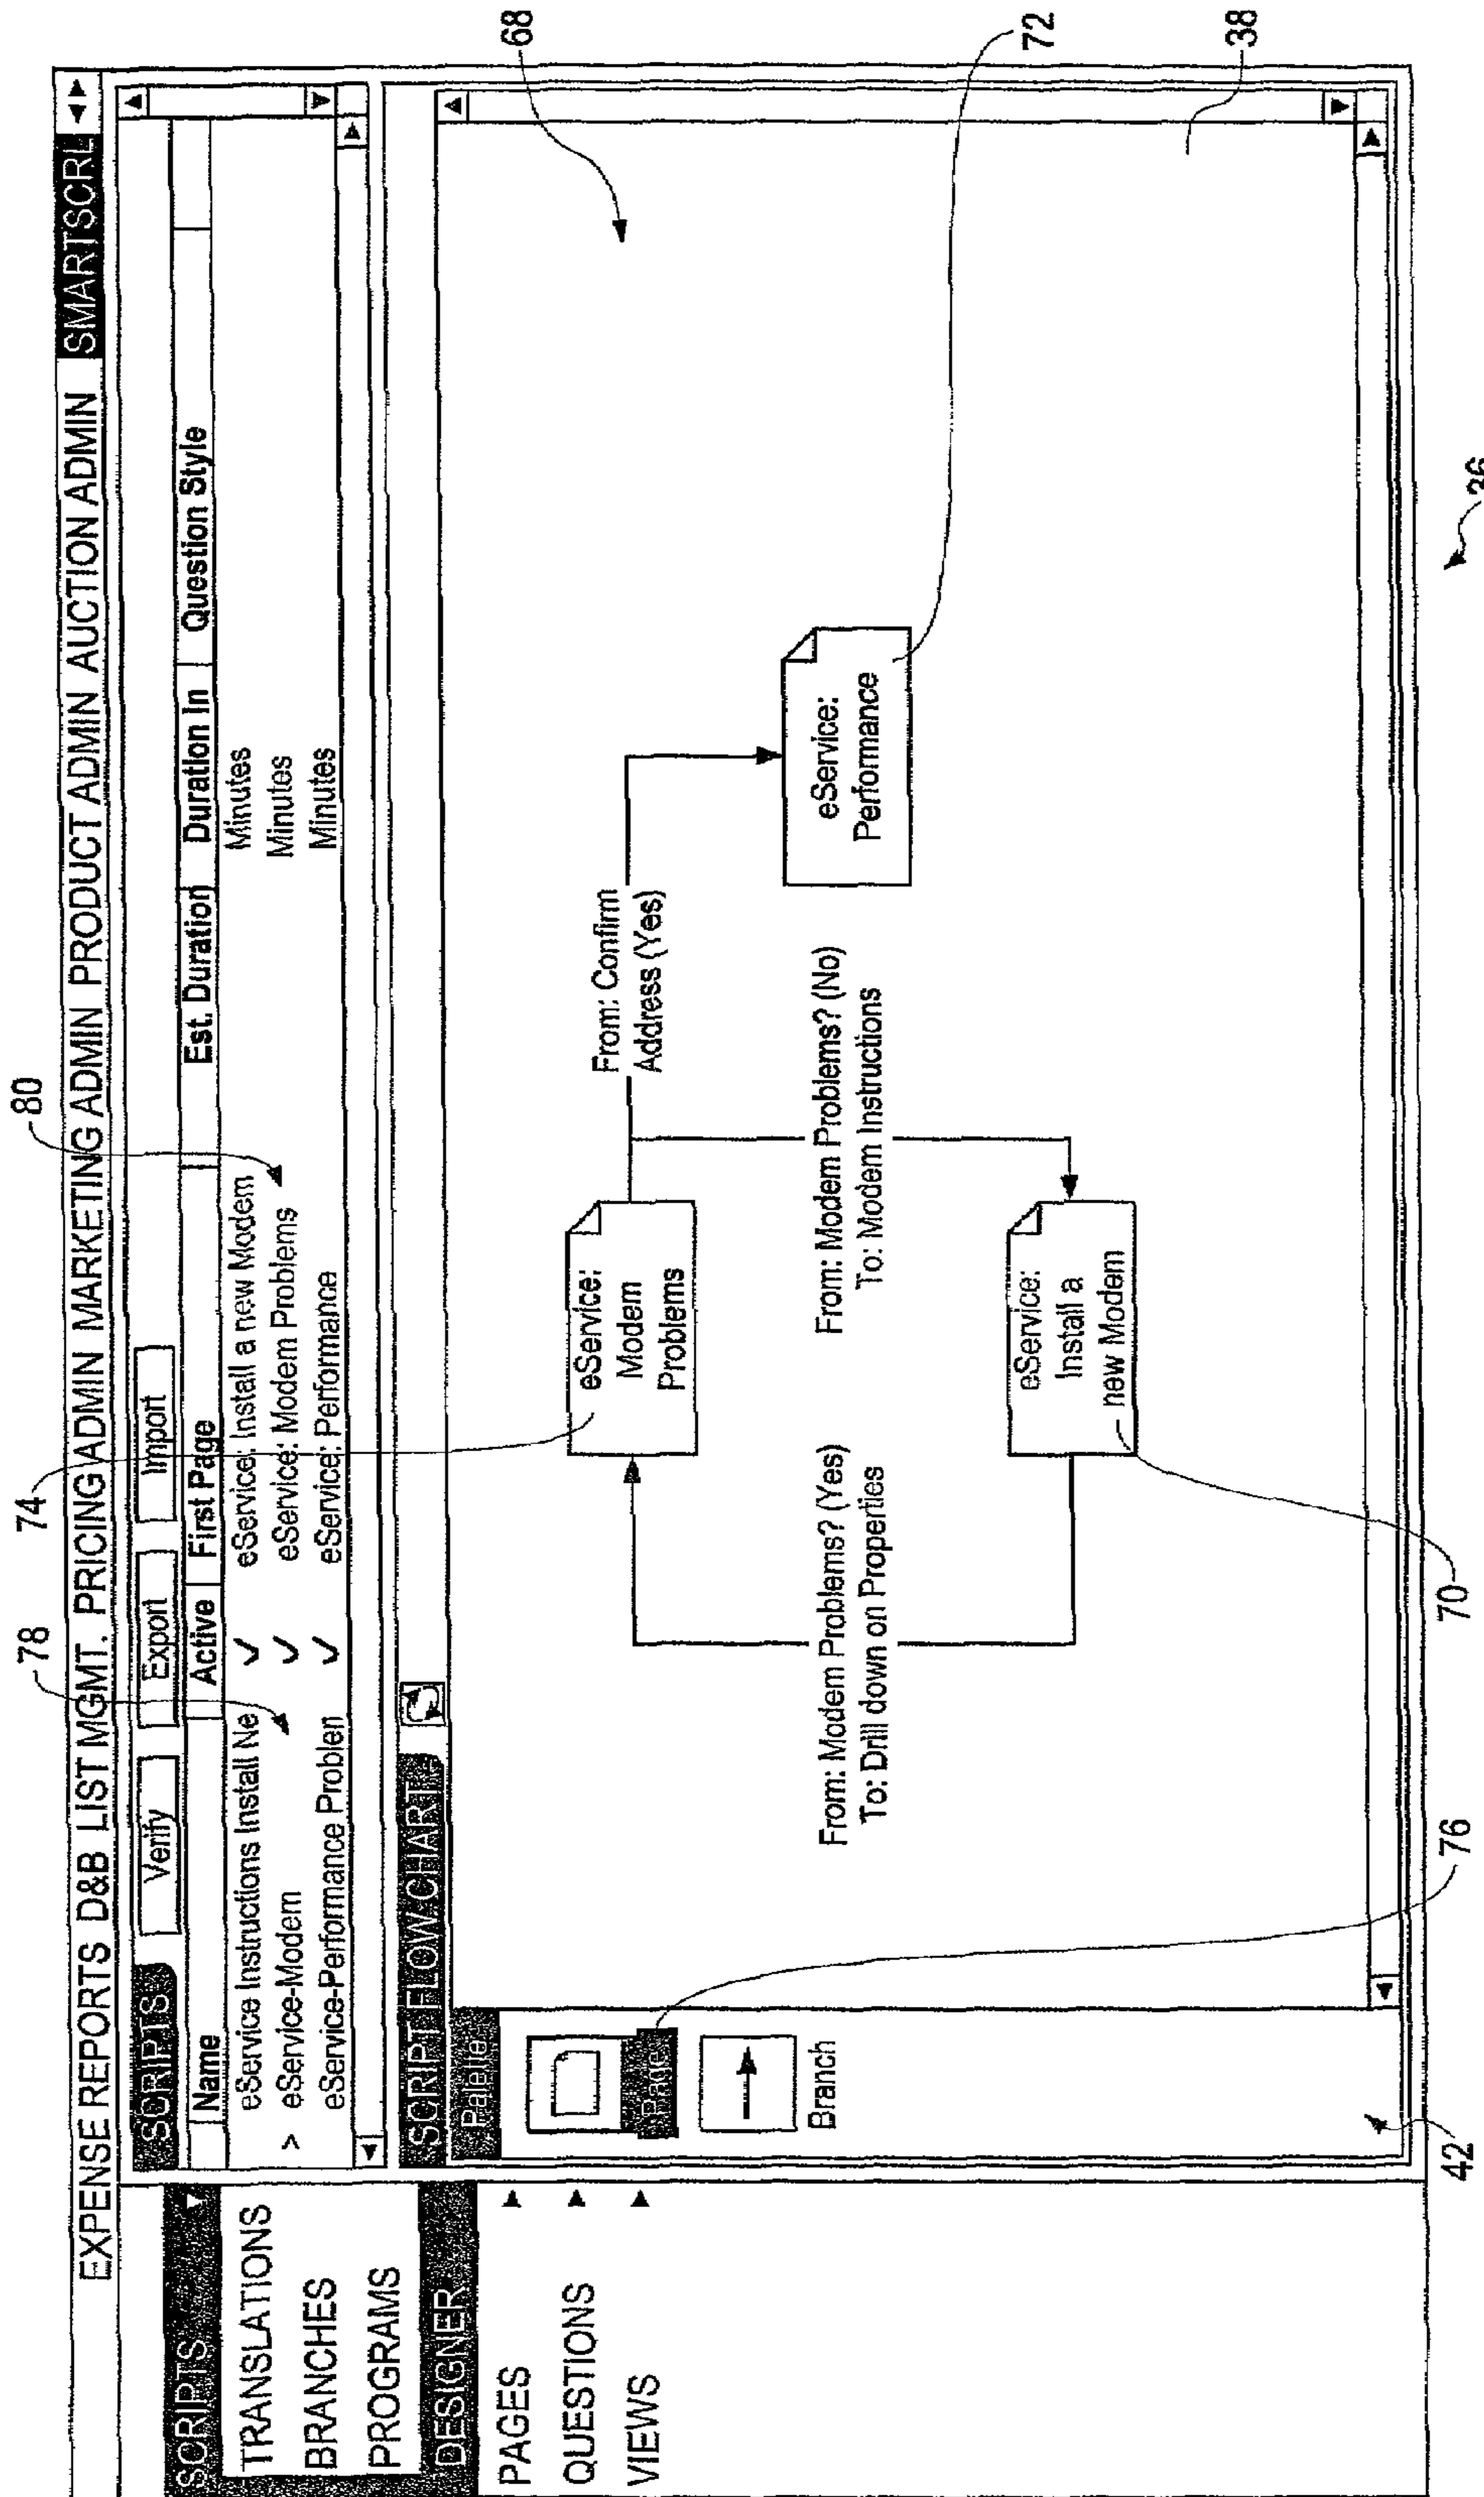 78
74
80
EXPENSE REPORTS D&B LIST MGMT. PRICING ADMIN MARKETING ADMIN PRODUCT ADMIN AUCTION ADMIN SMARTSCRL
SCRIPTS
TRANSLATIONS
BRANCHES
PROGRAMS
DESIGNER
PAGES
QUESTIONS
VIEWS
SCRIPTS Verify Export Import
Name Active First Page Est. Duration Duration In Question Style
eService Instructions Install Ne ✓ eService: Install a new Modem Minutes
> eService-Modem ✓ eService: Modem Problems Minutes
eService-Performance Problen ✓ eService: Performance Minutes
SCRIPT FLOW CHART
Palette
Page
Branch
eService:
Modem
Problems
From: Confirm
Address (Yes)
eService:
Performance
From: Modem Problems? (Yes)
To: Drill down on Properties
From: Modem Problems? (No)
To: Modem Instructions
eService:
Install a
new Modem
68
72
38
42
76
70
36